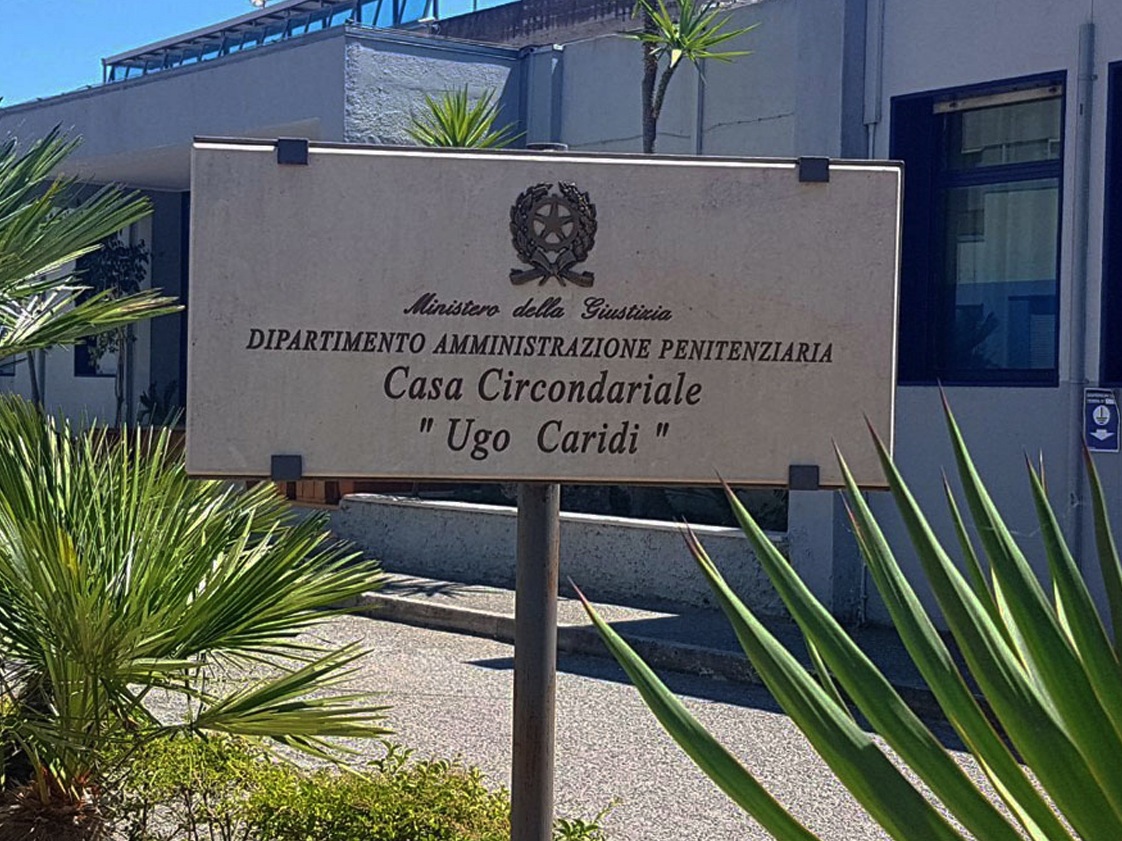 Ministero della Giustizia
DIPARTIMENTO AMMINISTRAZIONE PENITENZIARIA
Casa Circondariale
" Ugo Caridi "